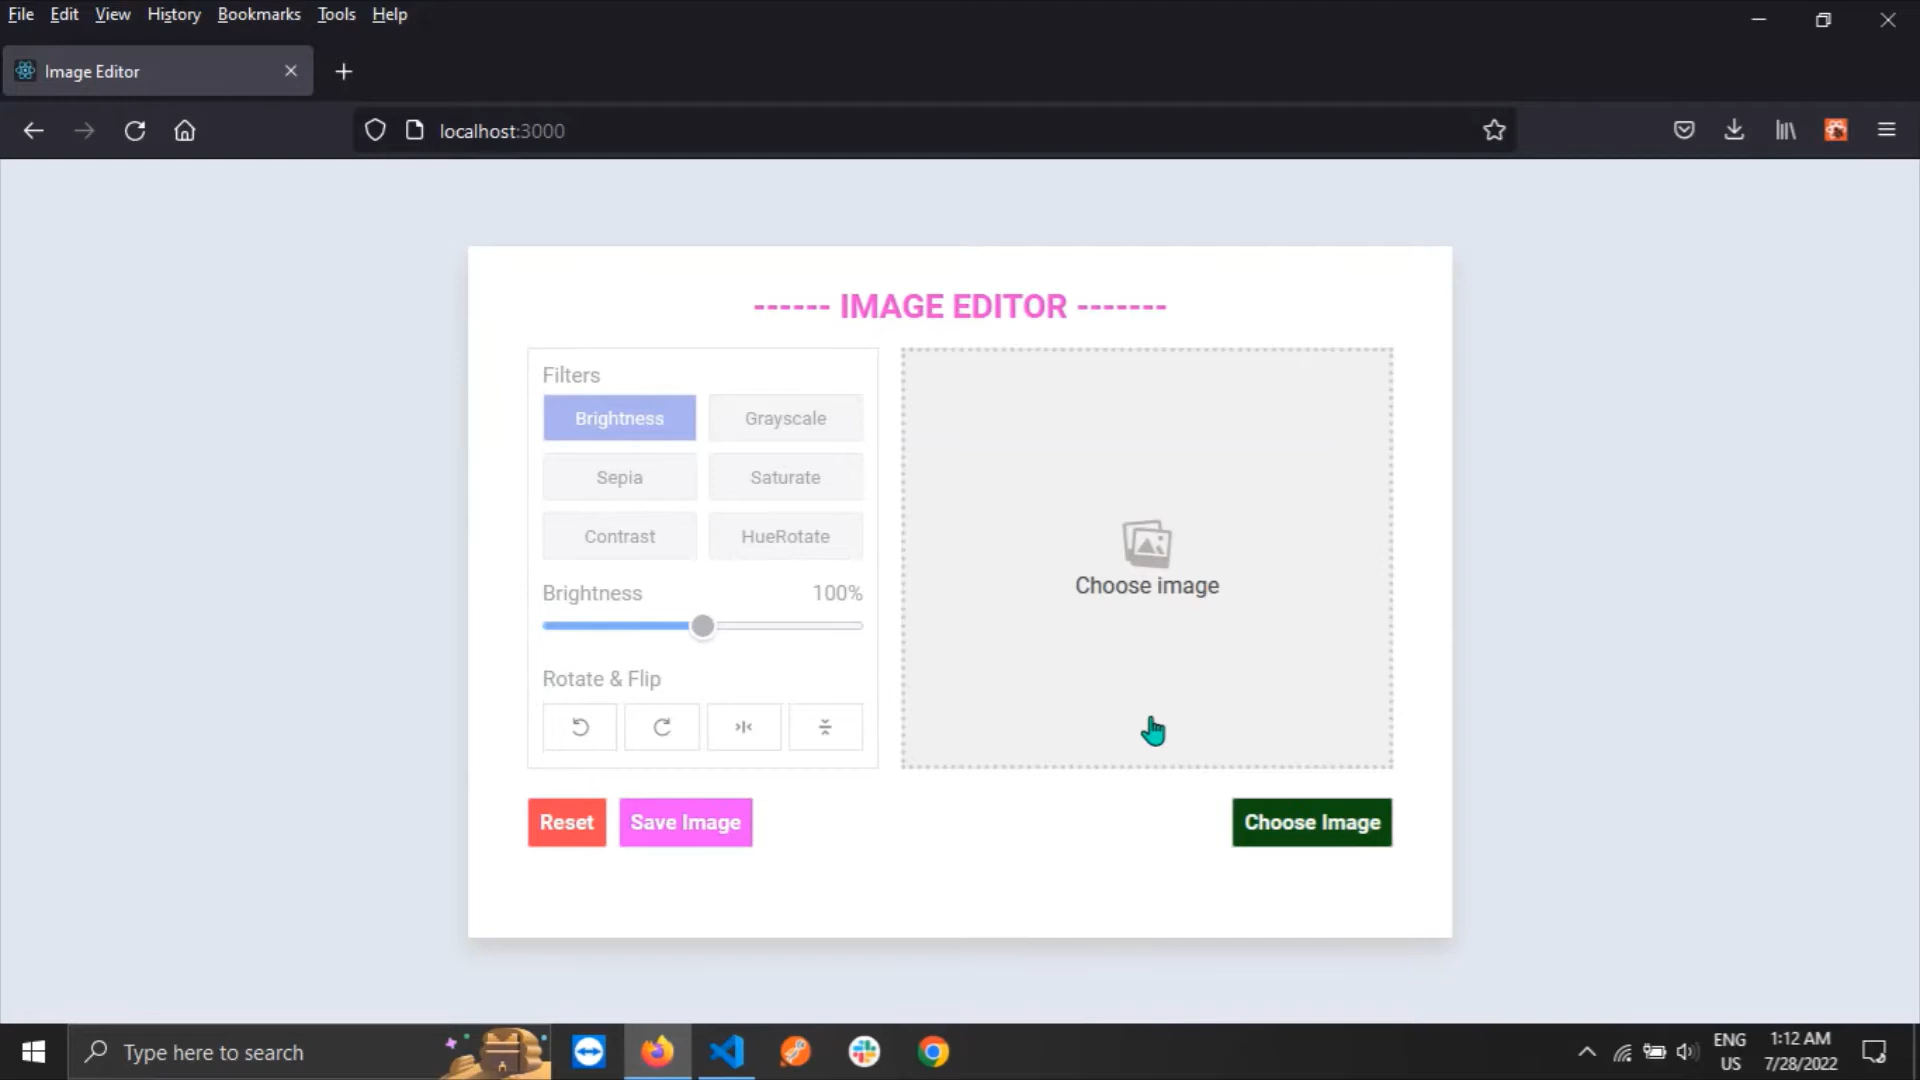 File Edit View History Bookmarks Tools Help
Image Editor
localhost:3000
------ IMAGE EDITOR -------
Filters
Brightness Grayscale
Sepia Saturate
Contrast HueRotate
Brightness 100%
Rotate & Flip
Choose image
Reset Save Image Choose Image
Type here to search
ENG 1:12 AM
US 7/28/2022